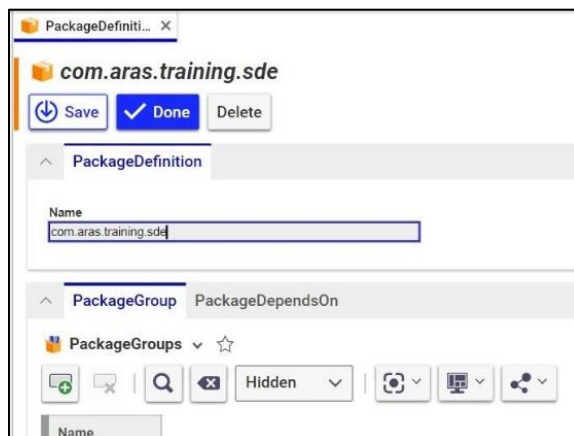 PackageDefiniti... ×
com.aras.training.sde
Save Done Delete
PackageDefinition
Name
com.aras.training.sde
PackageGroup PackageDependsOn
PackageGroups
Hidden
Name